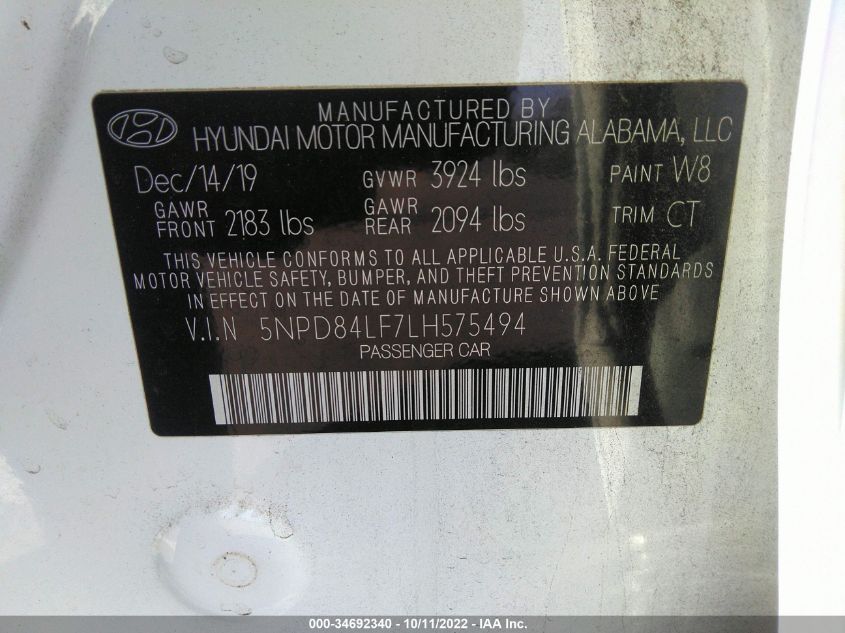 MANUFACTURED BY
HYUNDAI MOTOR MANUFACTURING ALABAMA, LLC
Dec/14/19 GVWR 3924 lbs PAINT W8
GAWR FRONT 2183 lbs GAWR REAR 2094 lbs TRIM CT
THIS VEHICLE CONFORMS TO ALL APPLICABLE U.S.A. FEDERAL
MOTOR VEHICLE SAFETY, BUMPER, AND THEFT PREVENTION STANDARDS
IN EFFECT ON THE DATE OF MANUFACTURE SHOWN ABOVE
V.I.N 5NPD84LF7LH575494
PASSENGER CAR
000-34692340 - 10/11/2022 - © IAA Inc.